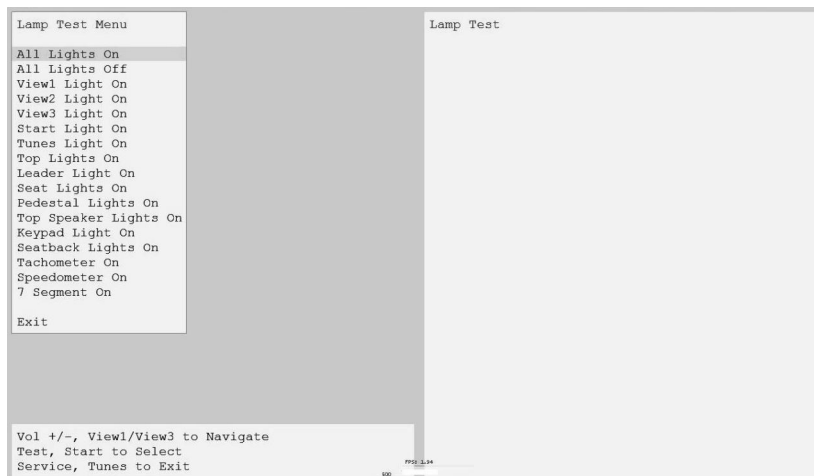 Lamp Test Menu
All Lights On
All Lights Off
View1 Light On
View2 Light On
View3 Light On
Start Light On
Tunes Light On
Top Lights On
Leader Light On
Seat Lights On
Pedestal Lights On
Top Speaker Lights On
Keypad Light On
Seatback Lights On
Tachometer On
Speedometer On
7 Segment On
Exit
Vol +/-, View1/View3 to Navigate
Test, Start to Select
Service, Tunes to Exit
Lamp Test
FPS: 1.94